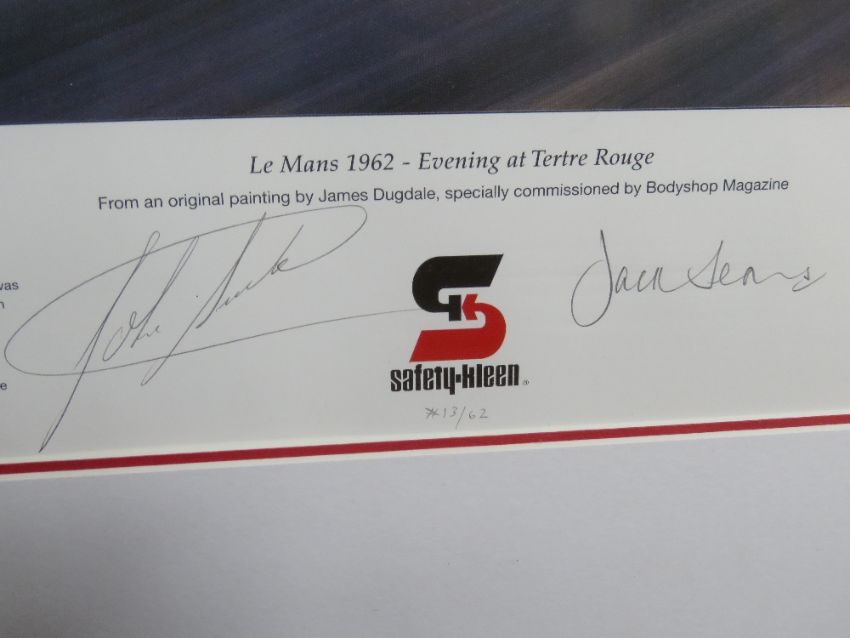 Le Mans 1962 - Evening at Tertre Rouge
From an original painting by James Dugdale, specially commissioned by Bodyshop Magazine
was
e
Jack Sears
safety-kleen ®
#13/62